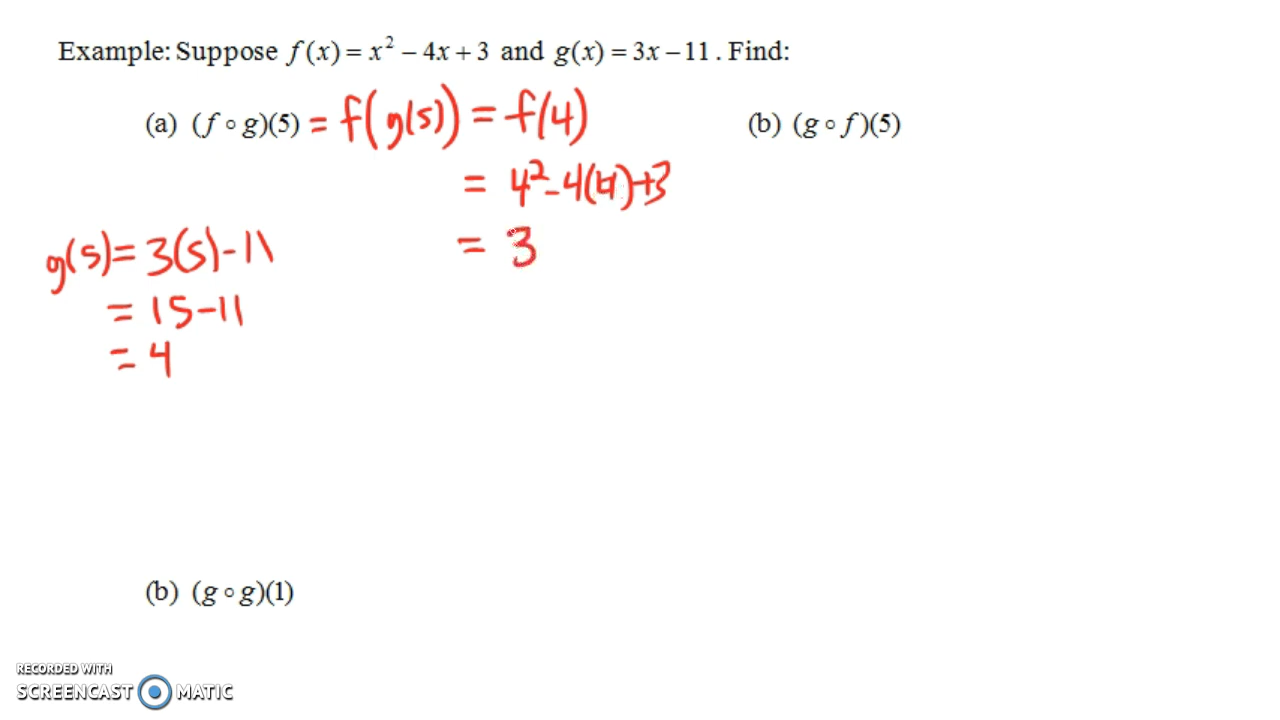 Example: Suppose f(x) = x² − 4x + 3 and g(x) = 3x − 11. Find:
(a) (f ∘ g)(5) = f(g(5)) = f(4)
(b) (g ∘ f)(5)
= 4² - 4(4) + 3
= 3
g(5) = 3(5) - 11
= 15 - 11
= 4
(b) (g ∘ g)(1)
RECORDED WITH
SCREENCAST MATIC